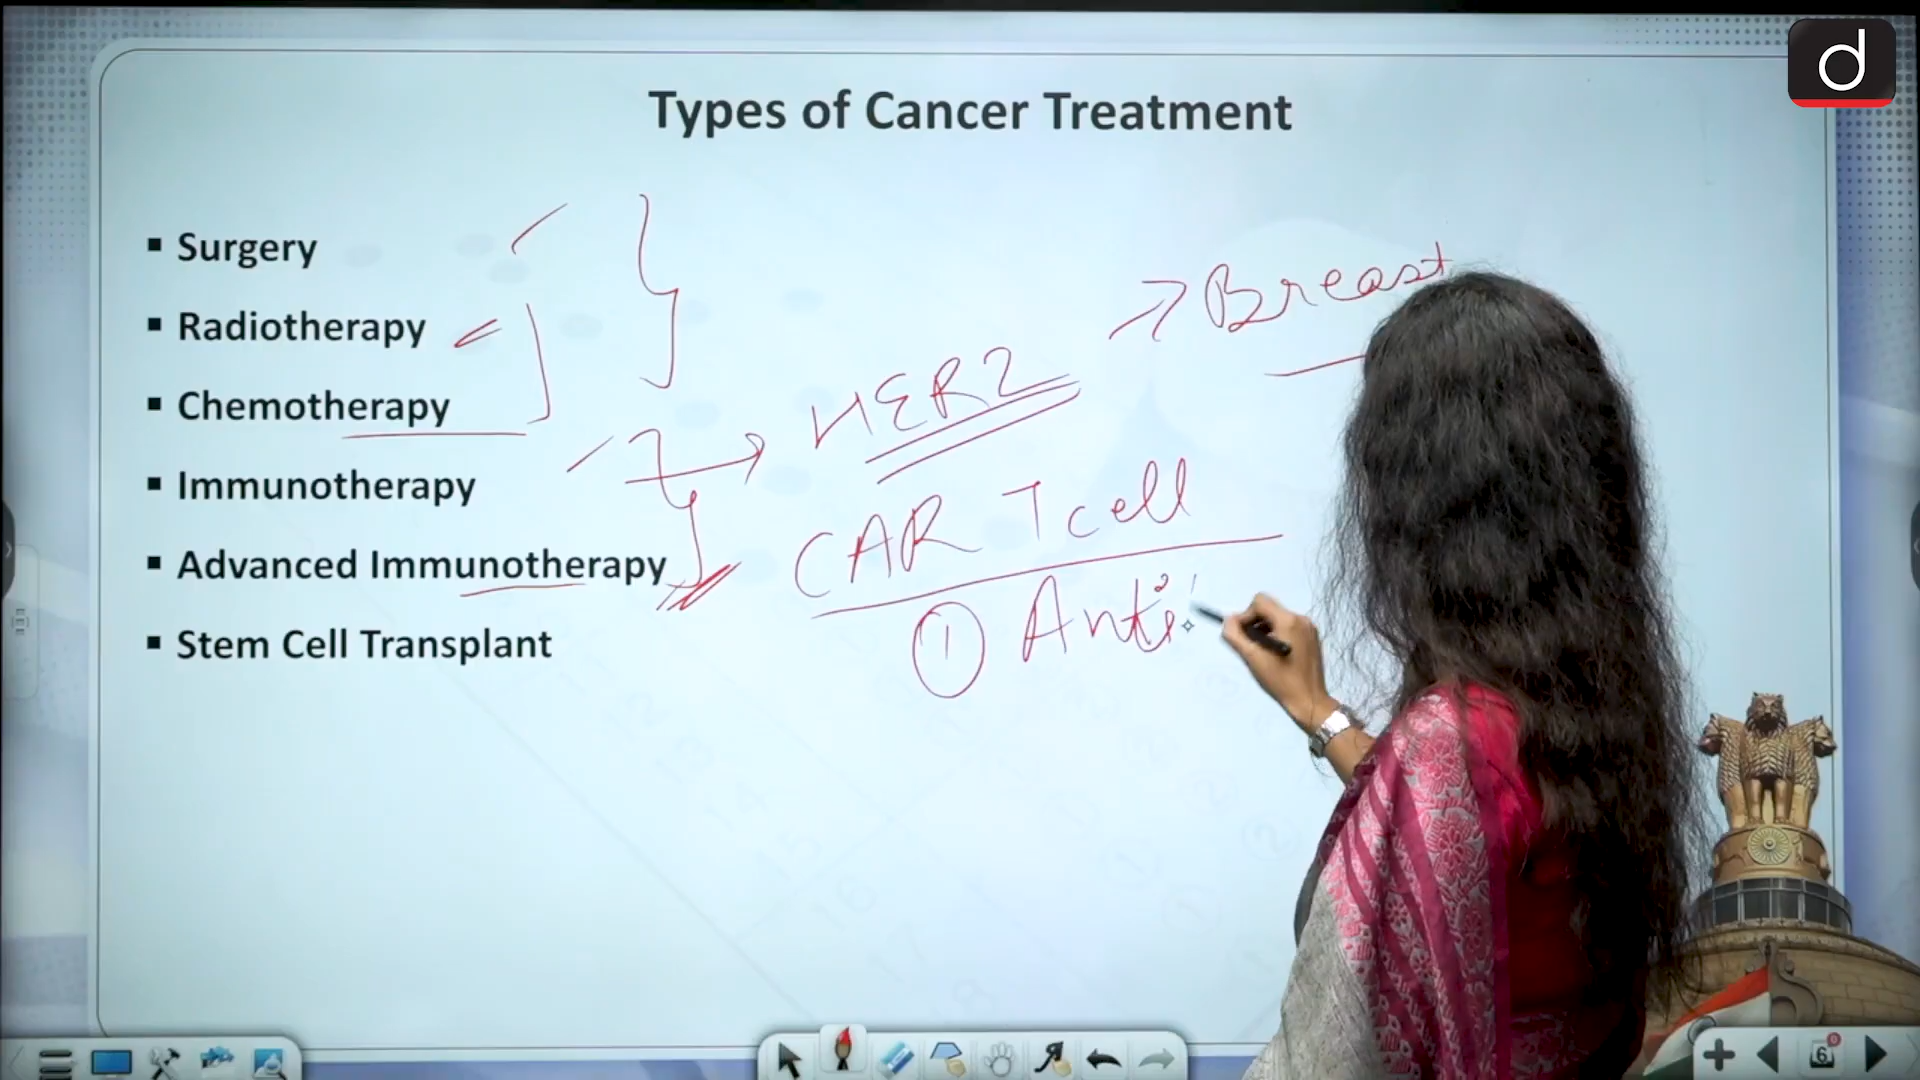 d
Types of Cancer Treatment
▪ Surgery
▪ Radiotherapy
▪ Chemotherapy
▪ Immunotherapy
▪ Advanced Immunotherapy
▪ Stem Cell Transplant
→ Breast
HER2
CAR T cell
① Anti
6